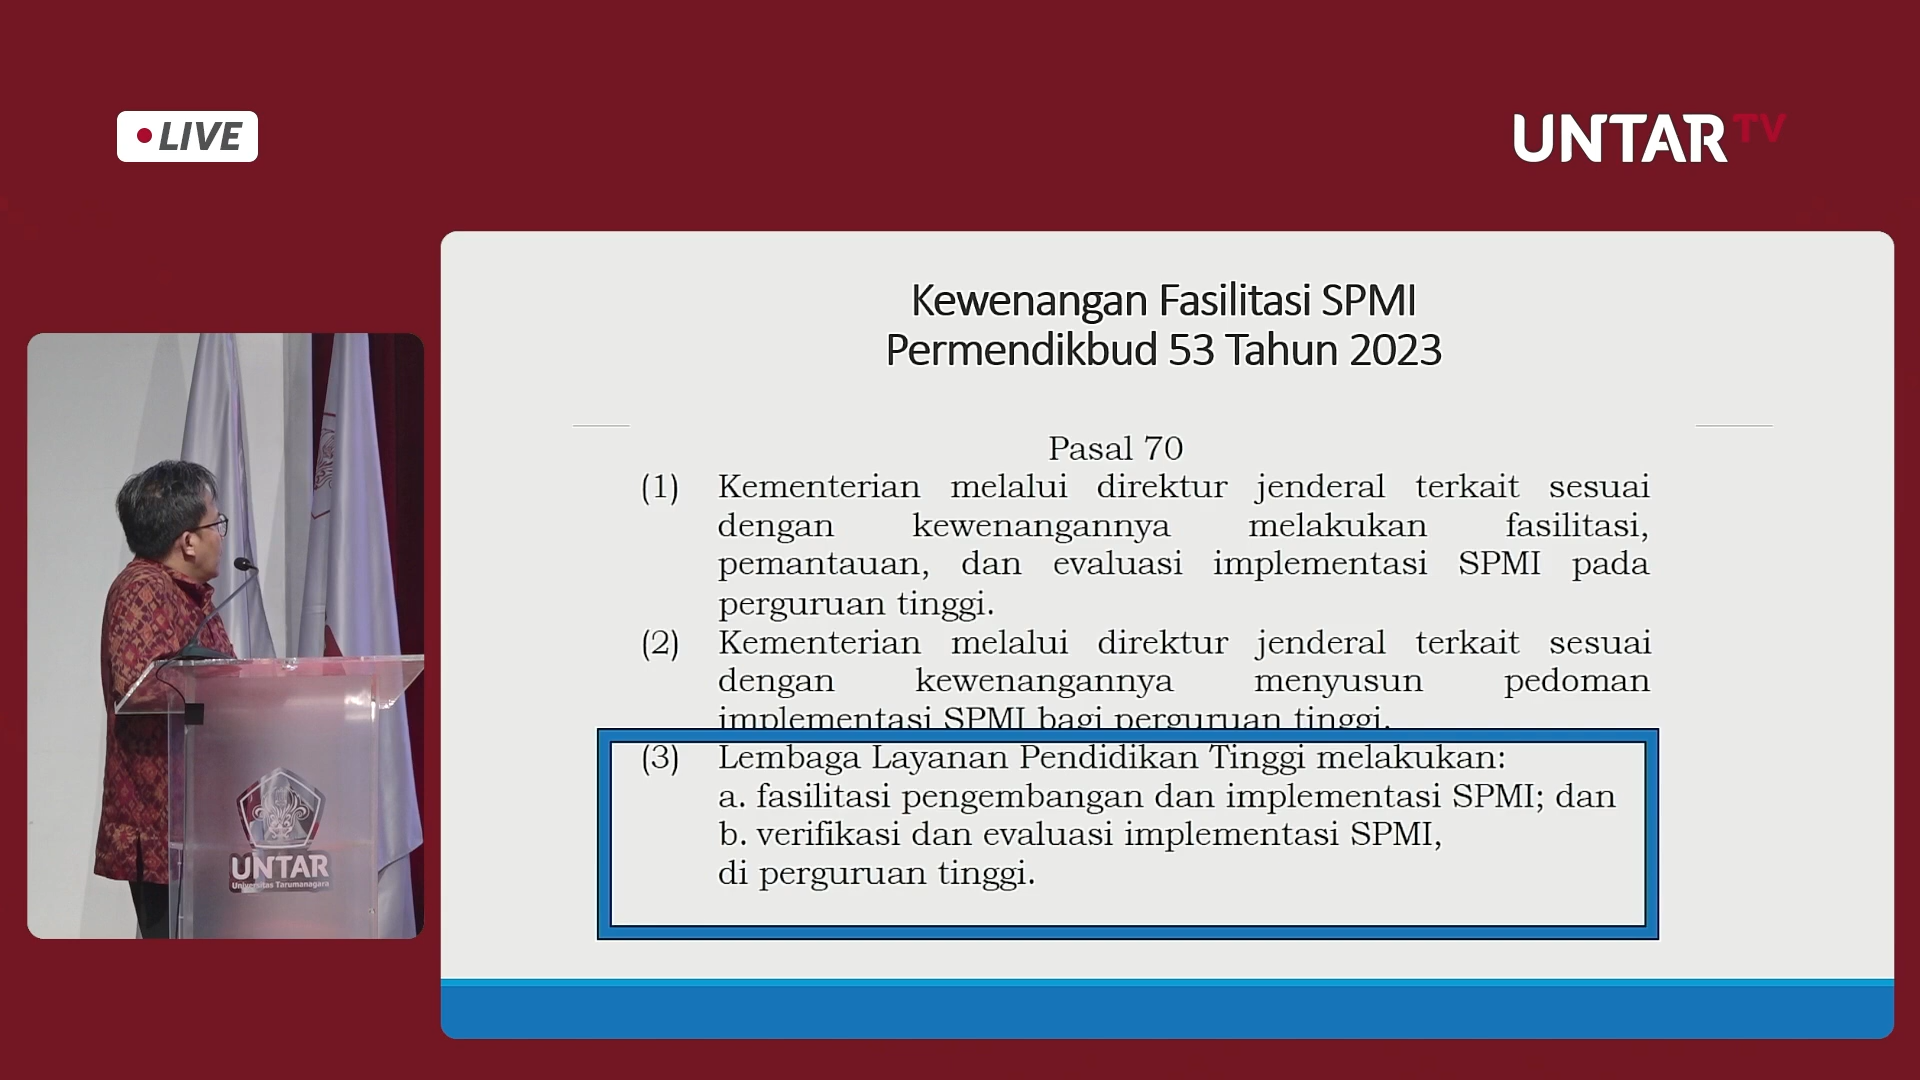 LIVE
UNTAR TV
Kewenangan Fasilitasi SPMI
Permendikbud 53 Tahun 2023
Pasal 70
(1) Kementerian melalui direktur jenderal terkait sesuai
dengan kewenangannya melakukan fasilitasi,
pemantauan, dan evaluasi implementasi SPMI pada
perguruan tinggi.
(2) Kementerian melalui direktur jenderal terkait sesuai
dengan kewenangannya menyusun pedoman
implementasi SPMI bagi perguruan tinggi.
(3) Lembaga Layanan Pendidikan Tinggi melakukan:
a. fasilitasi pengembangan dan implementasi SPMI; dan
b. verifikasi dan evaluasi implementasi SPMI,
di perguruan tinggi.
UNTAR
Universitas Tarumanagara